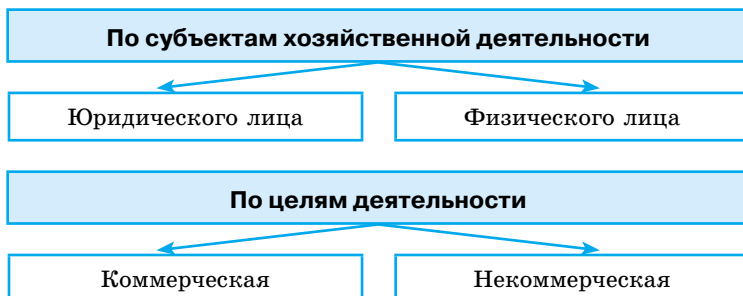 По субъектам хозяйственной деятельности
Юридического лица
Физического лица
По целям деятельности
Коммерческая
Некоммерческая